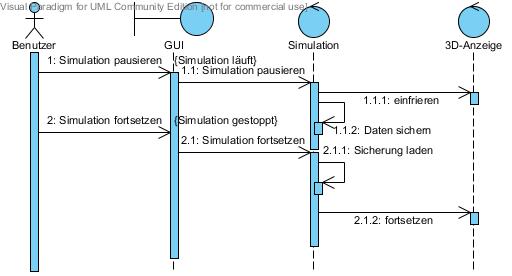 Visual Paradigm for UML Community Edition [not for commercial use]
Benutzer
GUI
Simulation
3D-Anzeige
1: Simulation pausieren
{Simulation läuft}
1.1: Simulation pausieren
1.1.1: einfrieren
1.1.2: Daten sichern
2: Simulation fortsetzen
{Simulation gestoppt}
2.1: Simulation fortsetzen
2.1.1: Sicherung laden
2.1.2: fortsetzen